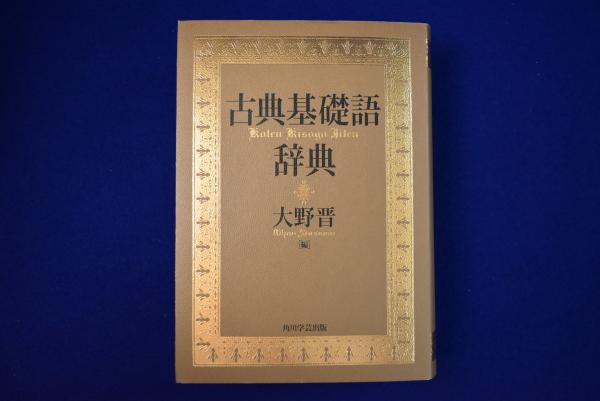 古典基礎語
Koten Kisogo Jiten
辞典
大野晋
Ohno Susumu
[編]
角川学芸出版